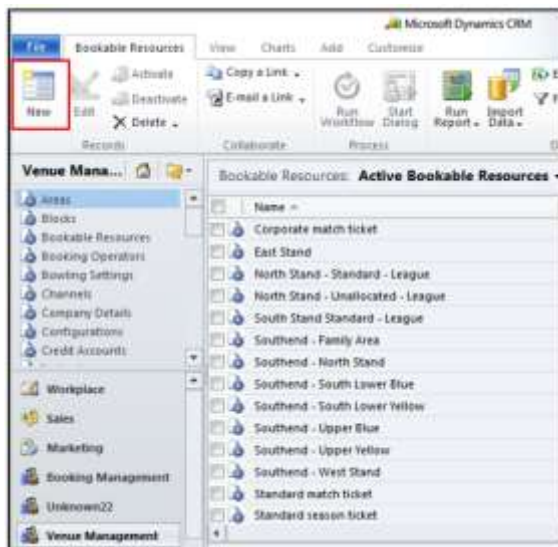 Microsoft Dynamics CRM
File Bookable Resources View Charts Add Customize
New
Edit
Activate
Deactivate
Delete
Records
Copy a Link
E-mail a Link
Collaborate
Run Workflow
Start Dialog
Process
Run Report
Import Data
Venue Mana...
Areas
Blocks
Bookable Resources
Booking Operators
Bowling Settings
Channels
Company Details
Configurations
Credit Accounts
Workplace
Sales
Marketing
Booking Management
Unknown22
Venue Management
Bookable Resources: Active Bookable Resources
Name
Corporate match ticket
East Stand
North Stand - Standard - League
North Stand - Unallocated - League
South Stand Standard - League
Southend - Family Area
Southend - North Stand
Southend - South Lower Blue
Southend - South Lower Yellow
Southend - Upper Blue
Southend - Upper Yellow
Southend - West Stand
Standard match ticket
Standard season ticket